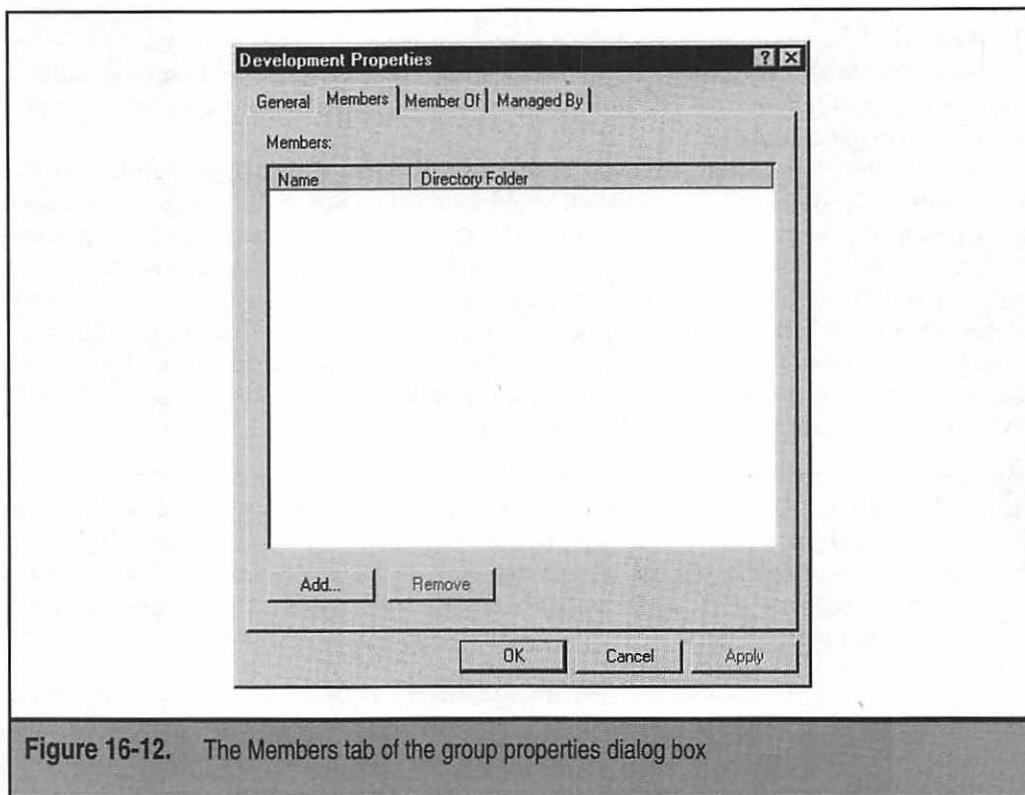 Development Properties
General Members Member Of Managed By
Members:
Name Directory Folder
Add... Remove
OK Cancel Apply
Figure 16-12. The Members tab of the group properties dialog box